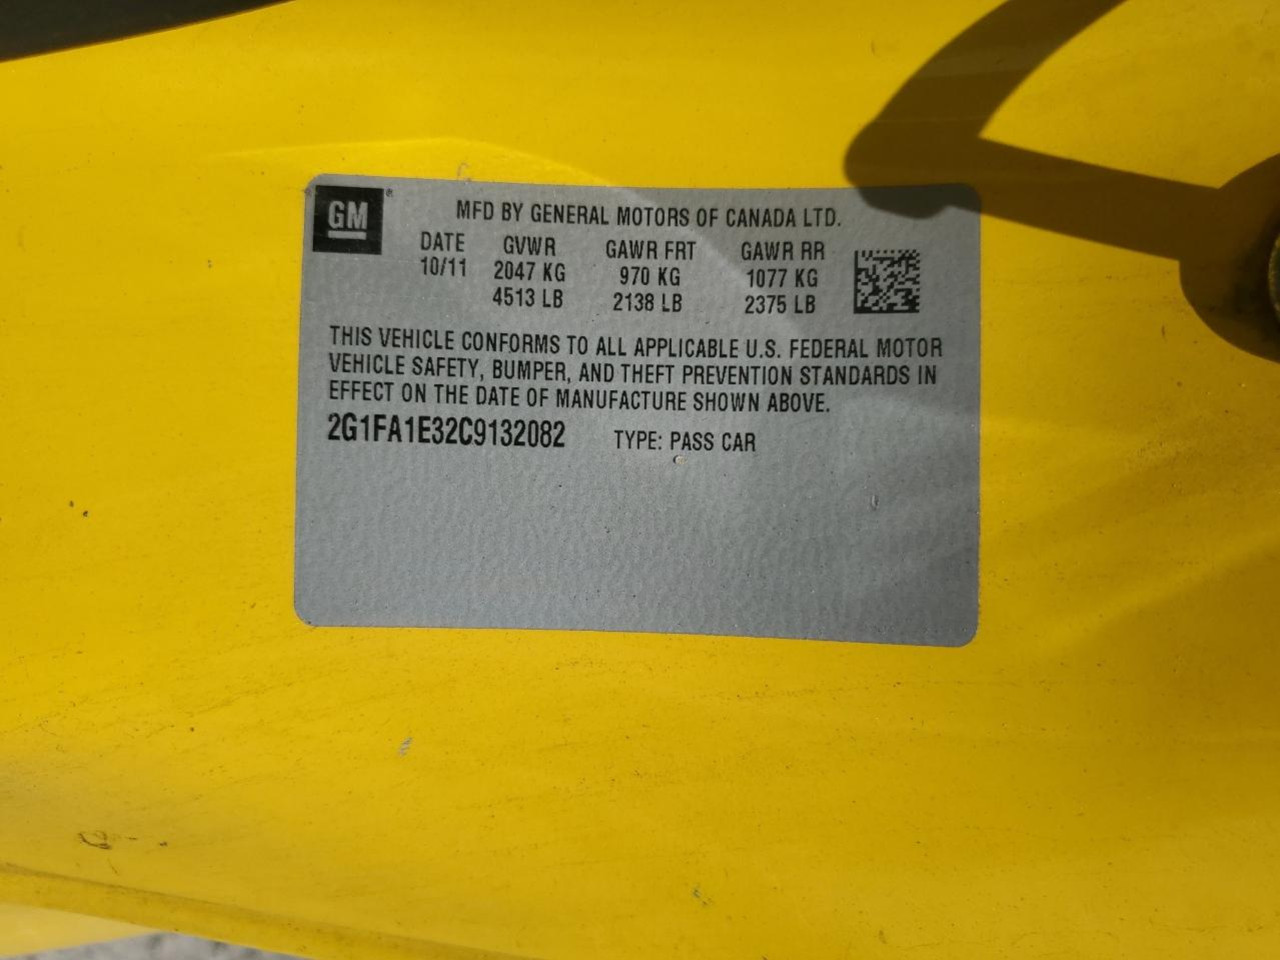 GM
MFD BY GENERAL MOTORS OF CANADA LTD.
DATE GVWR GAWR FRT GAWR RR
10/11 2047 KG 970 KG 1077 KG
4513 LB 2138 LB 2375 LB
THIS VEHICLE CONFORMS TO ALL APPLICABLE U.S. FEDERAL MOTOR
VEHICLE SAFETY, BUMPER, AND THEFT PREVENTION STANDARDS IN
EFFECT ON THE DATE OF MANUFACTURE SHOWN ABOVE.
2G1FA1E32C9132082 TYPE: PASS CAR